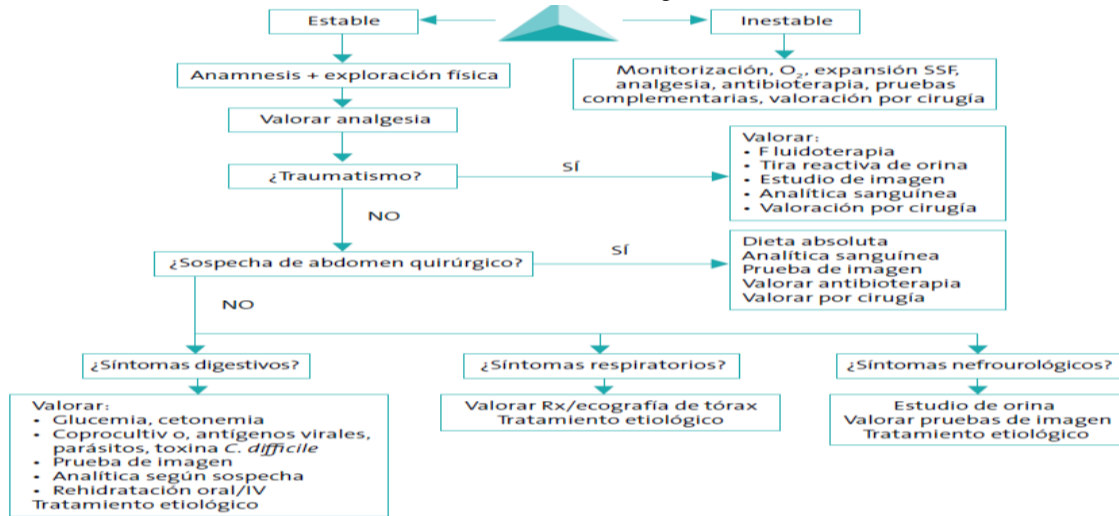 Estable
Inestable
Anamnesis + exploración física
Monitorización, O₂, expansión SSF,
analgesia, antibioterapia, pruebas
complementarias, valoración por cirugía
Valorar analgesia
¿Traumatismo?
SÍ
Valorar:
• F luidoterapia
• Tira reactiva de orina
• Estudio de imagen
• Analítica sanguínea
• Valoración por cirugía
NO
¿Sospecha de abdomen quirúrgico?
SÍ
Dieta absoluta
Analítica sanguínea
Prueba de imagen
Valorar antibioterapia
Valorar por cirugía
NO
¿Síntomas digestivos?
¿Síntomas respiratorios?
¿Síntomas nefrourológicos?
Valorar:
• Glucemia, cetonemia
• Coprocultiv o, antígenos virales,
parásitos, toxina C. difficile
• Prueba de imagen
• Analítica según sospecha
• Rehidratación oral/IV
Tratamiento etiológico
Valorar Rx/ecografía de tórax
Tratamiento etiológico
Estudio de orina
Valorar pruebas de imagen
Tratamiento etiológico